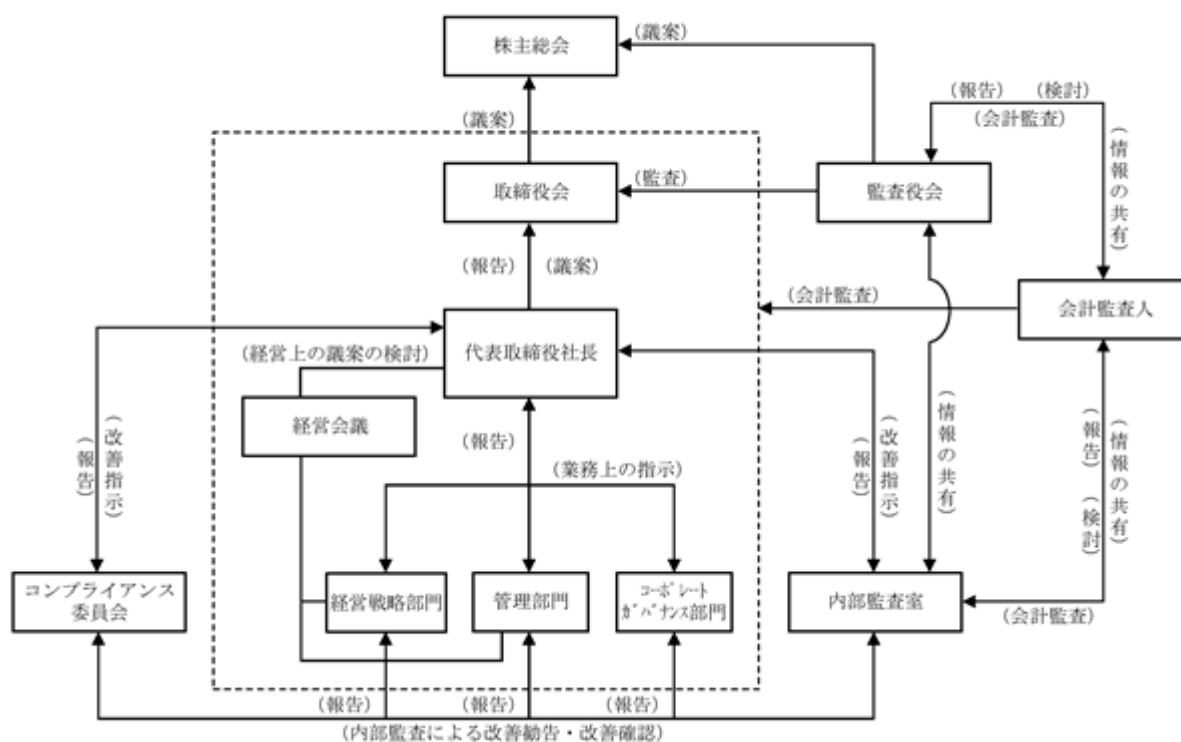 株主総会
(議案)
(報告) (検討)
(会計監査)
(議案)
(情報の共有)
取締役会
(監査)
監査役会
(報告) (議案)
(会計監査)
会計監査人
代表取締役社長
(経営上の議案の検討)
経営会議
(報告)
(改善指示)
(報告)
(業務上の指示)
(報告)
(改善指示)
(情報の共有)
(報告) (検討)
(情報の共有)
コンプライアンス
委員会
経営戦略部門
管理部門
コーポレート
ガバナンス部門
内部監査室
(会計監査)
(報告)
(報告)
(報告)
(内部監査による改善勧告・改善確認)